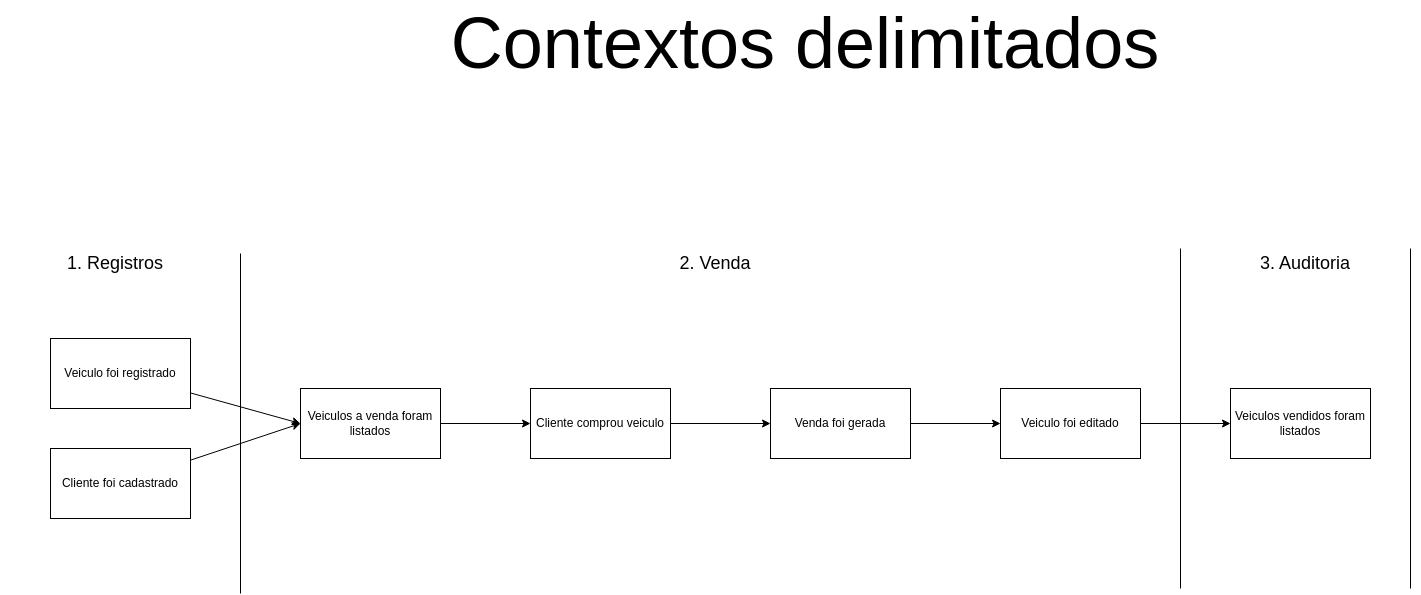 Contextos delimitados
1. Registros
2. Venda
3. Auditoria
Veiculo foi registrado
Cliente foi cadastrado
Veiculos a venda foram
listados
Cliente comprou veiculo
Venda foi gerada
Veiculo foi editado
Veiculos vendidos foram
listados